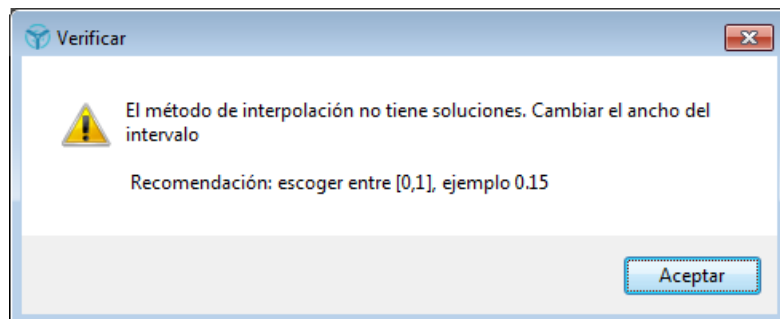 Verificar
El método de interpolación no tiene soluciones. Cambiar el ancho del
intervalo
Recomendación: escoger entre [0,1], ejemplo 0.15
Aceptar